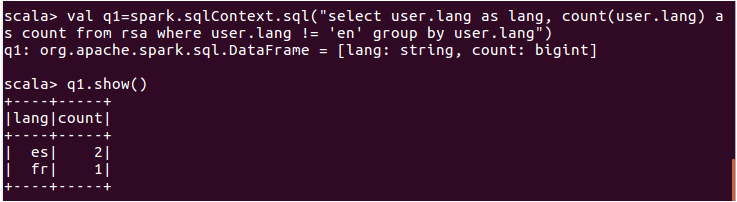 scala> val q1=spark.sqlContext.sql("select user.lang as lang, count(user.lang) a
s count from rsa where user.lang != 'en' group by user.lang")
q1: org.apache.spark.sql.DataFrame = [lang: string, count: bigint]

scala> q1.show()
+----+-----+
|lang|count|
+----+-----+
|  es|    2|
|  fr|    1|
+----+-----+